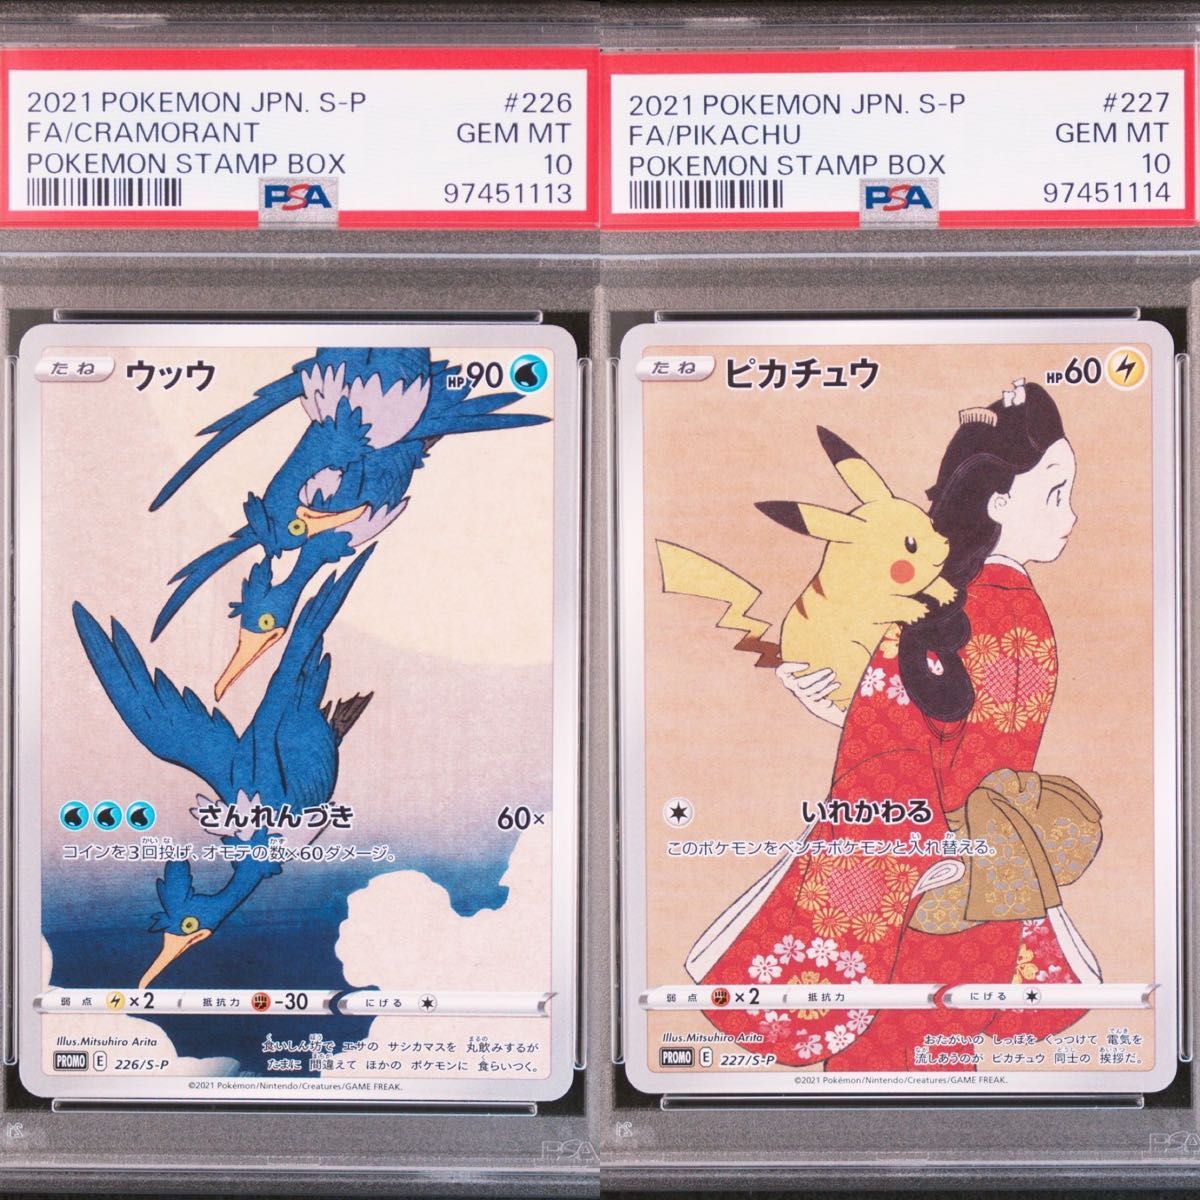 2021 POKEMON JPN. S-P #226
FA/CRAMORANT GEM MT
POKEMON STAMP BOX 10
PSA 97451113
たね ウッウ HP90
さんれんづき 60×
コインを3回投げ、オモテの数×60ダメージ。
弱点 ×2 抵抗力 -30 にげる
Illus.Mitsuhiro Arita
PROMO E 226/S-P
食いしん坊で エサの サシカマスを 丸飲みするが
たまに 間違えて ほかの ポケモンに 食らいつく。
©2021 Pokémon/Nintendo/Creatures/GAME FREAK.
PSA
2021 POKEMON JPN. S-P #227
FA/PIKACHU GEM MT
POKEMON STAMP BOX 10
PSA 97451114
たね ピカチュウ HP60
いれかわる
このポケモンをベンチポケモンと入れ替える。
弱点 ×2 抵抗力 にげる
Illus.Mitsuhiro Arita
PROMO E 227/S-P
おたがいの しっぽを くっつけて 電気を
流しあうのが ピカチュウ 同士の 挨拶だ。
©2021 Pokémon/Nintendo/Creatures/GAME FREAK.
PSA